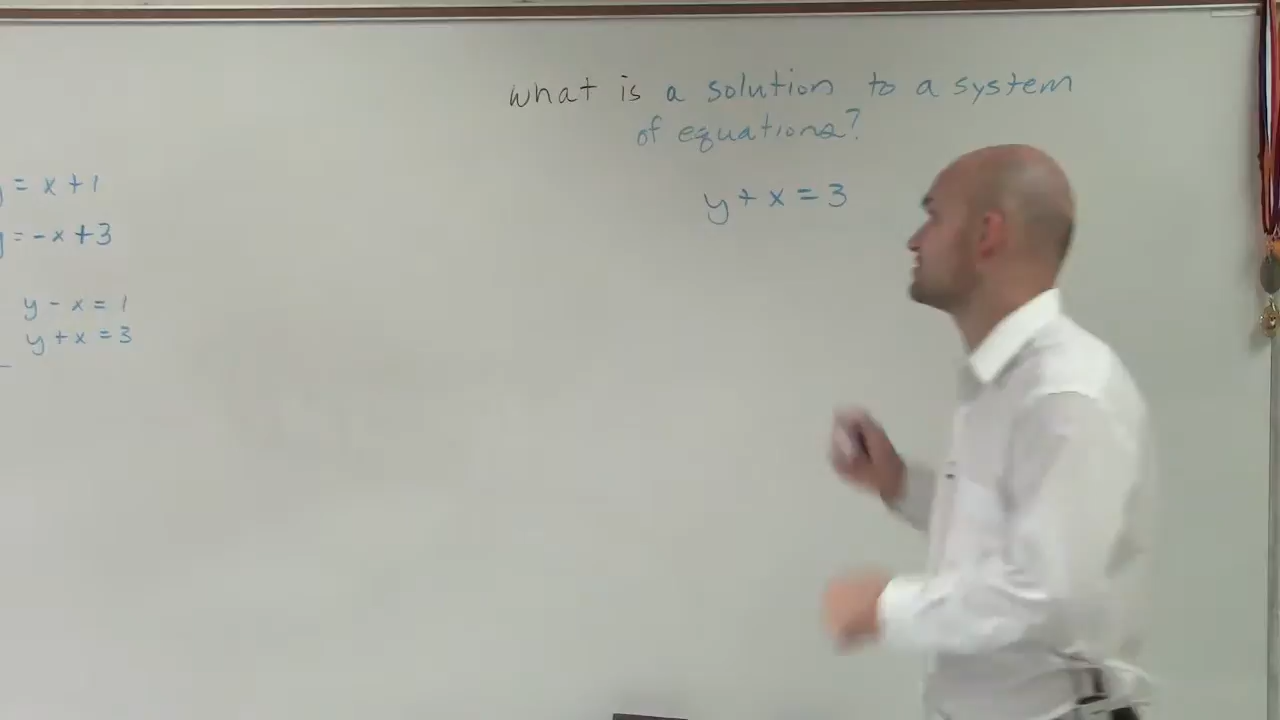 what is a solution to a system
of equations?
y + x = 3
= x + 1
= -x + 3
y - x = 1
y + x = 3